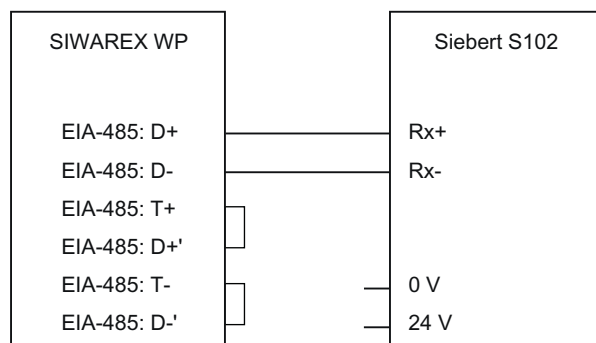 SIWAREX WP
Siebert S102
EIA-485: D+
Rx+
EIA-485: D-
Rx-
EIA-485: T+
EIA-485: D+'
EIA-485: T-
0 V
EIA-485: D-'
24 V